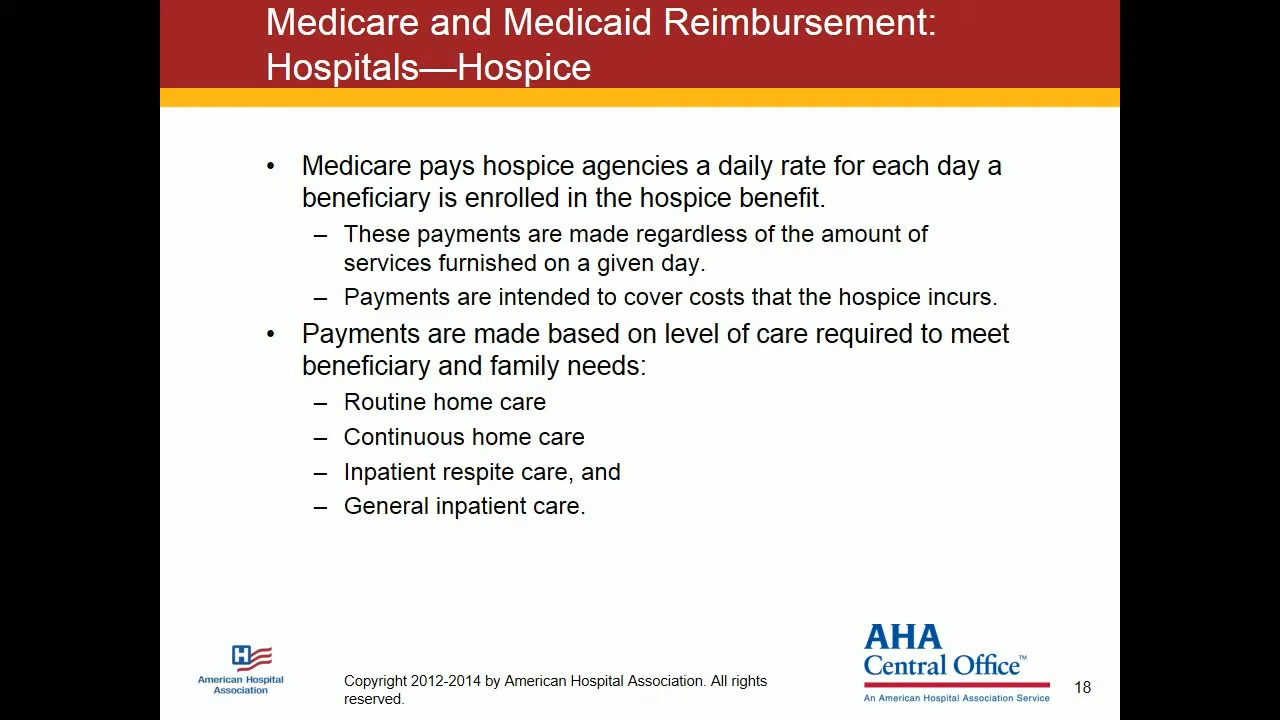 Medicare and Medicaid Reimbursement:
Hospitals—Hospice
• Medicare pays hospice agencies a daily rate for each day a
beneficiary is enrolled in the hospice benefit.
– These payments are made regardless of the amount of
services furnished on a given day.
– Payments are intended to cover costs that the hospice incurs.
• Payments are made based on level of care required to meet
beneficiary and family needs:
– Routine home care
– Continuous home care
– Inpatient respite care, and
– General inpatient care.
H
American Hospital
Association
Copyright 2012-2014 by American Hospital Association. All rights
reserved.
AHA
Central Office™
An American Hospital Association Service
18